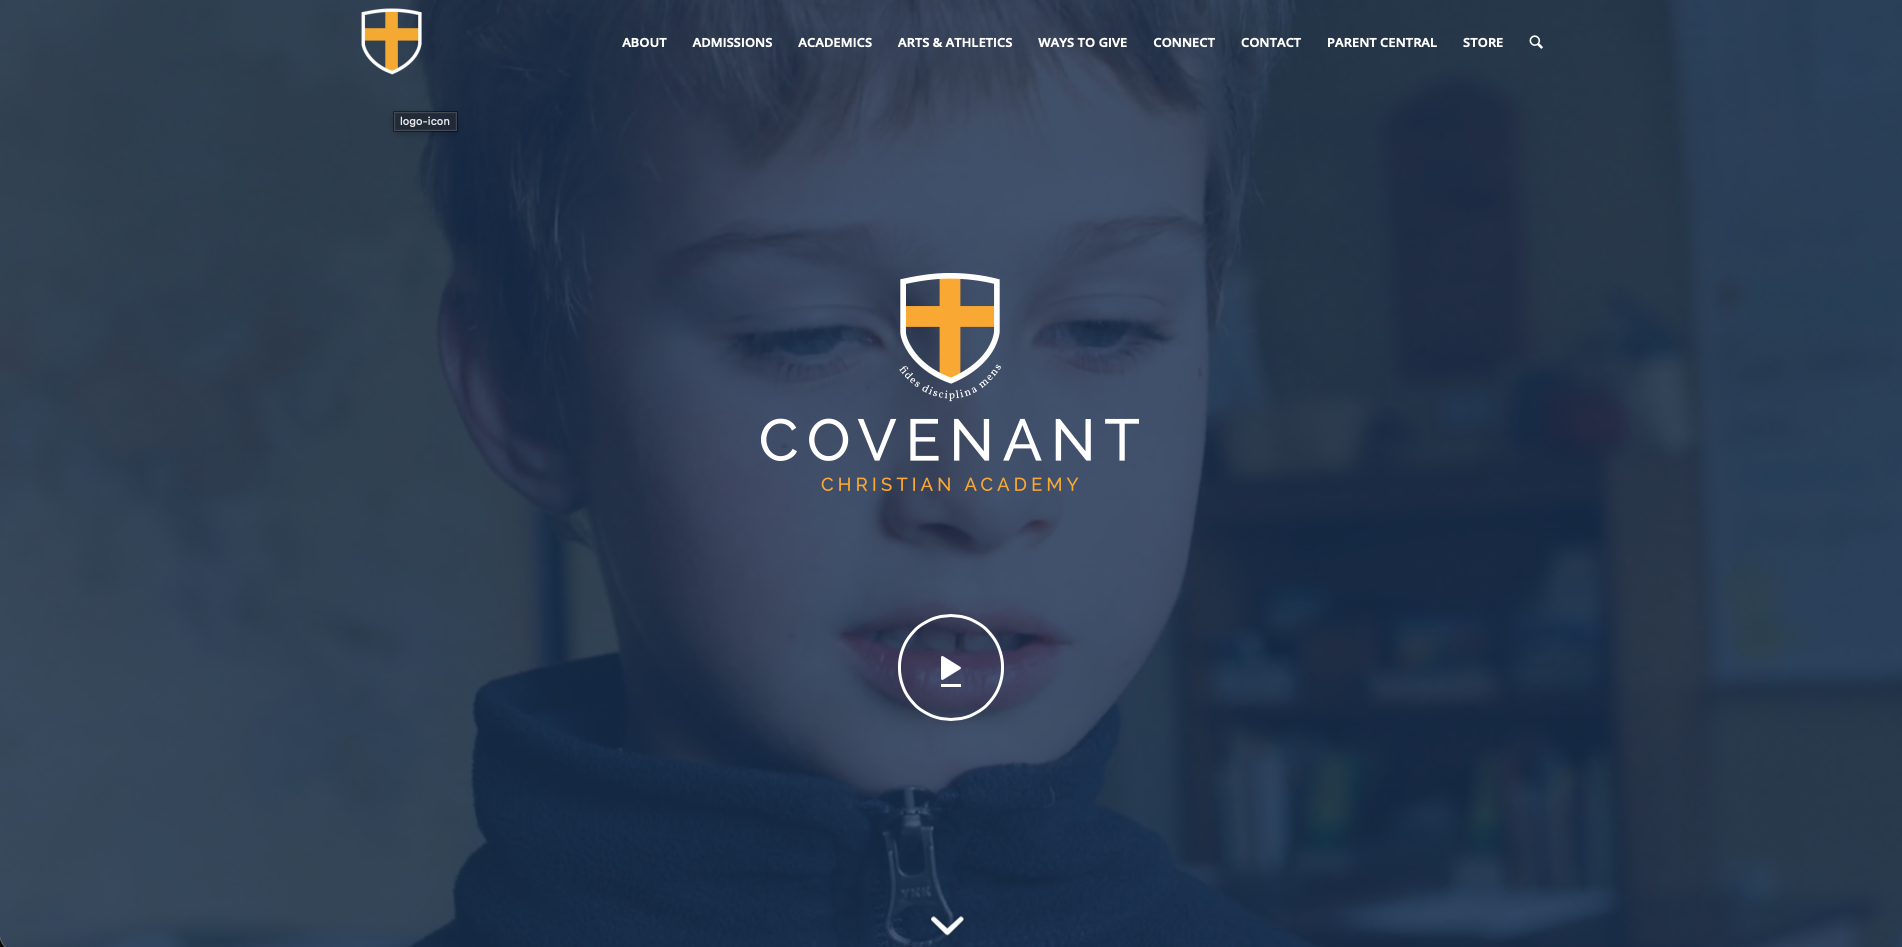 ABOUT ADMISSIONS ACADEMICS ARTS & ATHLETICS WAYS TO GIVE CONNECT CONTACT PARENT CENTRAL STORE
logo-icon
fides disciplina mens
COVENANT
CHRISTIAN ACADEMY
YKK